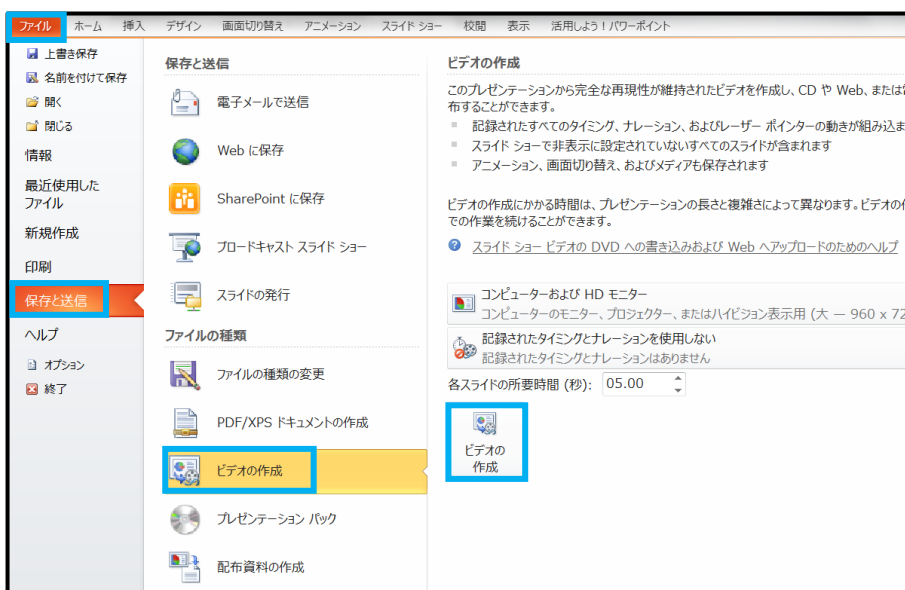 ファイル ホーム 挿入 デザイン 画面切り替え アニメーション スライド ショー 校閲 表示 活用しよう！パワーポイント
上書き保存
名前を付けて保存
開く
閉じる
情報
最近使用した
ファイル
新規作成
印刷
保存と送信
ヘルプ
オプション
終了
保存と送信
電子メールで送信
Web に保存
SharePoint に保存
ブロードキャスト スライド ショー
スライドの発行
ファイルの種類
ファイルの種類の変更
PDF/XPS ドキュメントの作成
ビデオの作成
プレゼンテーション パック
配布資料の作成
ビデオの作成
このプレゼンテーションから完全な再現性が維持されたビデオを作成し、CD や Web、または
布することができます。
記録されたすべてのタイミング、ナレーション、およびレーザー ポインターの動きが組み込ま
スライド ショーで非表示に設定されていないすべてのスライドが含まれます
アニメーション、画面切り替え、およびメディアも保存されます
ビデオの作成にかかる時間は、プレゼンテーションの長さと複雑さによって異なります。ビデオの
での作業を続けることができます。
スライド ショー ビデオの DVD への書き込みおよび Web へアップロードのためのヘルプ
コンピューターおよび HD モニター
コンピューターのモニター、プロジェクター、またはハイビジョン表示用 (大 — 960 x 72
記録されたタイミングとナレーションを使用しない
記録されたタイミングとナレーションはありません
各スライドの所要時間 (秒): 05.00
ビデオの
作成